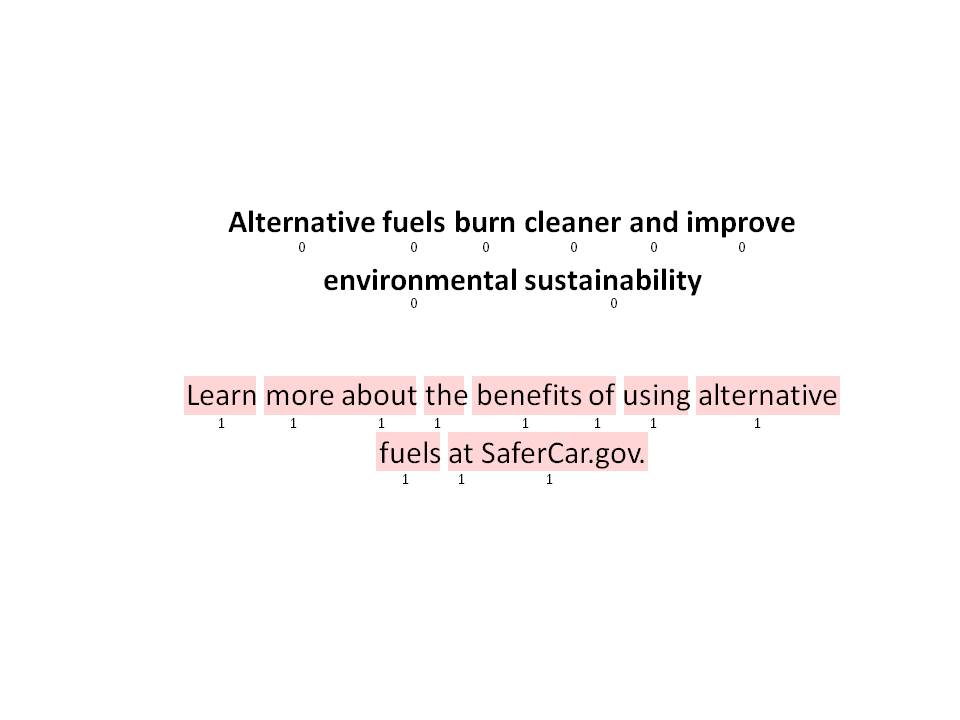 Alternative fuels burn cleaner and improve
0 0 0 0 0 0
environmental sustainability
0 0
Learn more about the benefits of using alternative
1 1 1 1 1 1 1 1
fuels at SaferCar.gov.
1 1 1